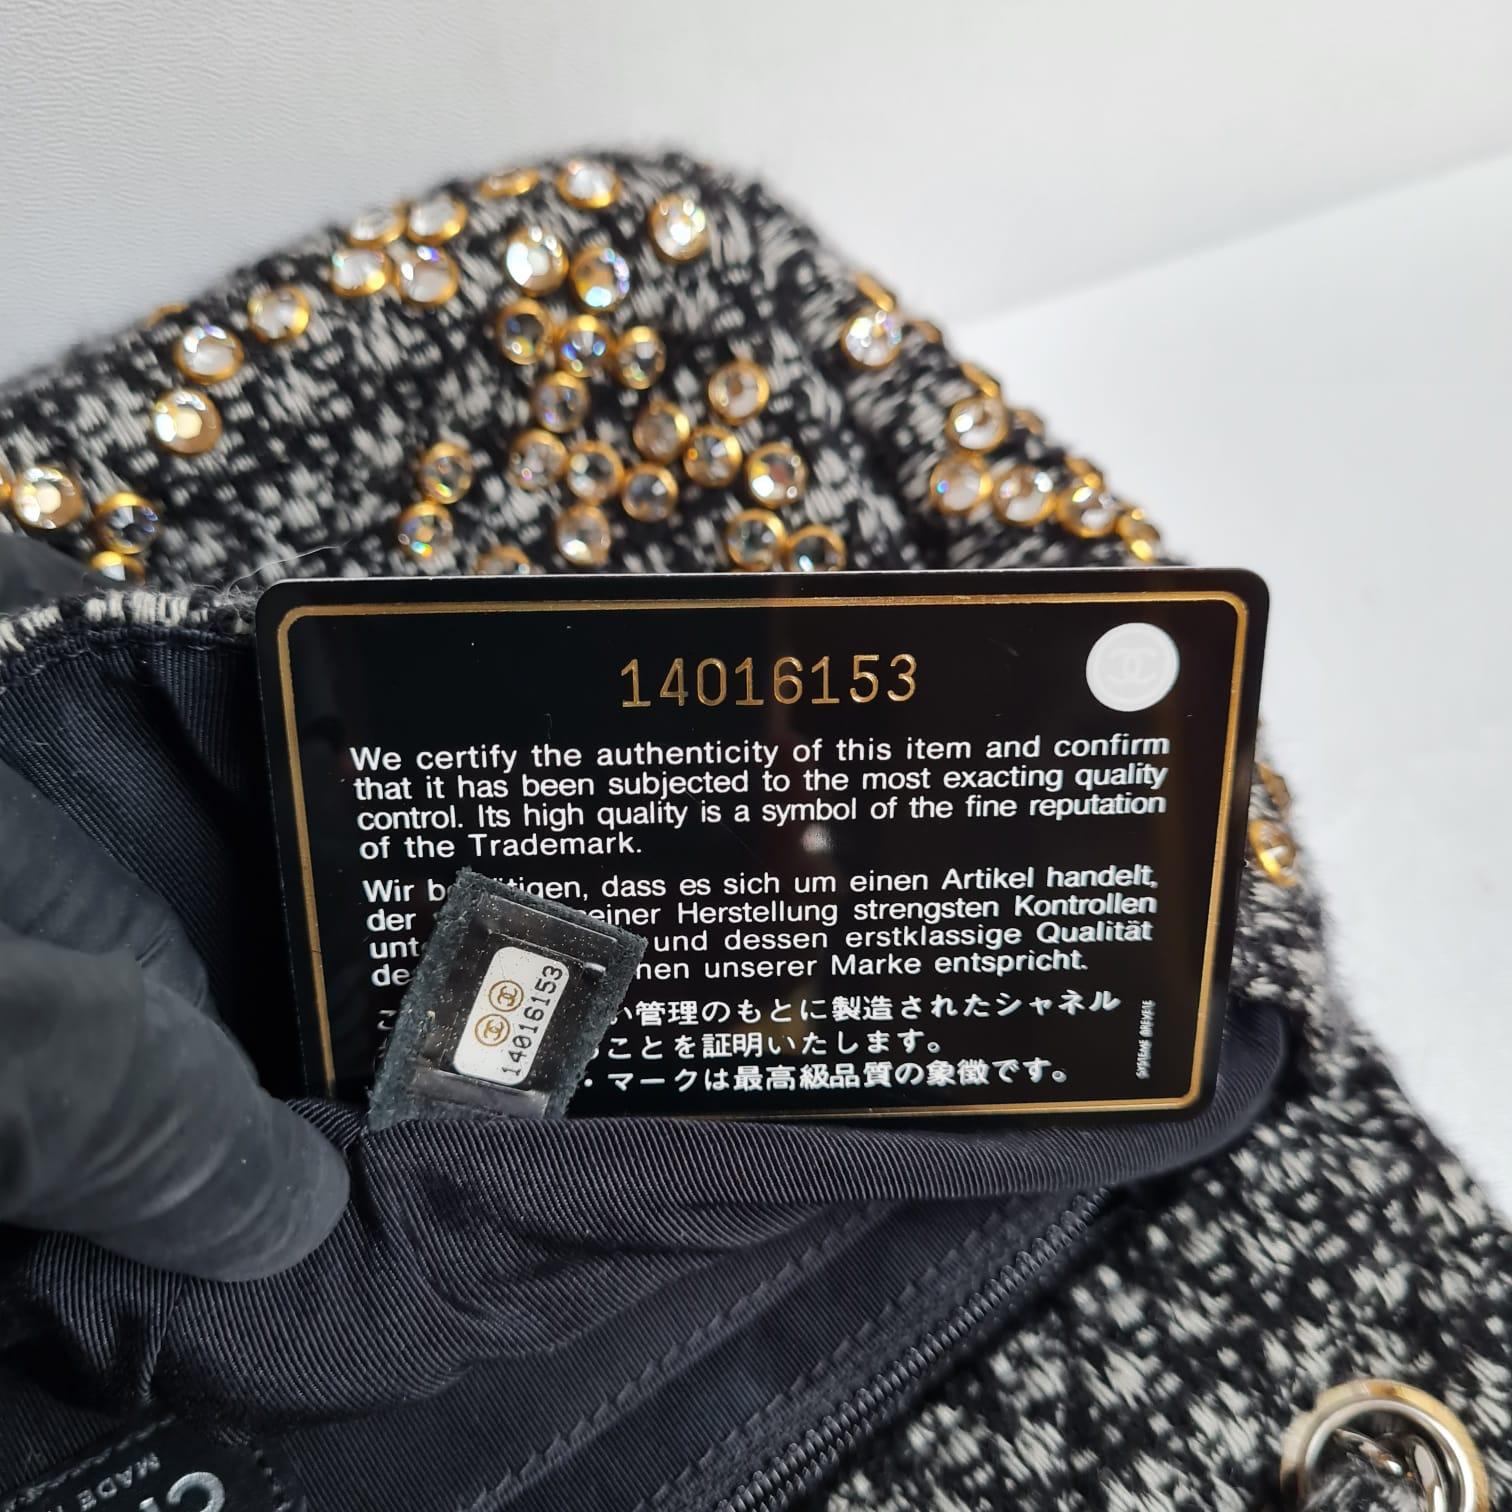 14016153
We certify the authenticity of this item and confirm
that it has been subjected to the most exacting quality
control. Its high quality is a symbol of the fine reputation
of the Trademark.
Wir dass es sich um einen Artikel handelt,
der einer Herstellung strengsten Kontrollen
und dessen erstklassige Qualität
unserer Marke entspricht.
管理のもとに製造されたシャネル
ことを証明いたします。
・マークは最高級品質の象徴です。
SYSTEME BREVETE
14016153
MADE